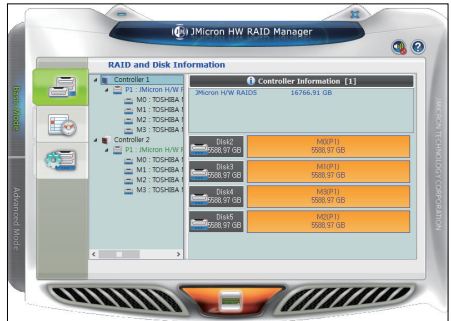 JMicron HW RAID Manager
RAID and Disk Information
Basic Mode
Advanced Mode
Controller 1
P1 : JMicron H/W F
M0 : TOSHIBA
M1 : TOSHIBA
M2 : TOSHIBA
M3 : TOSHIBA
Controller 2
P1 : JMicron H/W F
M0 : TOSHIBA
M1 : TOSHIBA
M2 : TOSHIBA
M3 : TOSHIBA
Controller Information [1]
JMicron H/W RAID5 16766.91 GB
Disk2
5588,97 GB
M0(P1)
5588,97 GB
Disk3
5588,97 GB
M1(P1)
5588,97 GB
Disk4
5588,97 GB
M3(P1)
5588,97 GB
Disk5
5588,97 GB
M2(P1)
5588,97 GB
JMICRON TECHNOLOGY CORPORATION